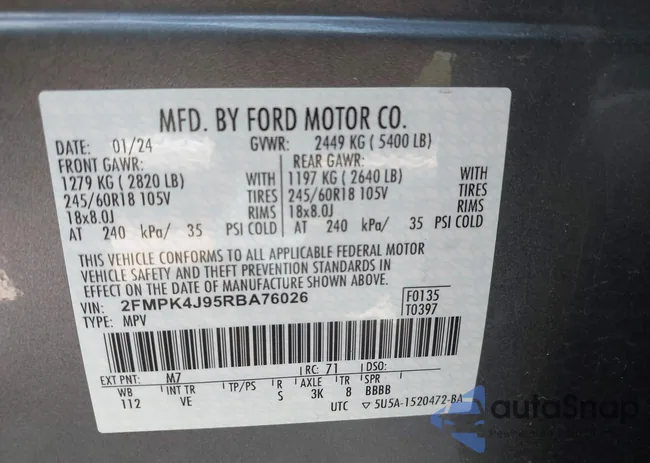 MFD. BY FORD MOTOR CO.
DATE: 01/24 GVWR: 2449 KG ( 5400 LB)
FRONT GAWR: REAR GAWR:
1279 KG ( 2820 LB) WITH 1197 KG ( 2640 LB) WITH
245/60R18 105V TIRES 245/60R18 105V TIRES
18x8.0J RIMS 18x8.0J RIMS
AT 240 kPa/ 35 PSI COLD AT 240 kPa/ 35 PSI COLD
THIS VEHICLE CONFORMS TO ALL APPLICABLE FEDERAL MOTOR
VEHICLE SAFETY AND THEFT PREVENTION STANDARDS IN
EFFECT ON THE DATE OF MANUFACTURE SHOWN ABOVE.
VIN: 2FMPK4J95RBA76026 F0135
TYPE: MPV T0397
EXT PNT: M7 RC: 71 DSO:
WB INT TR TP/PS R AXLE TR SPR
112 VE S 3K 8 BBBB
UTC ▽ 5U5A-1520472-BA
autoSnap